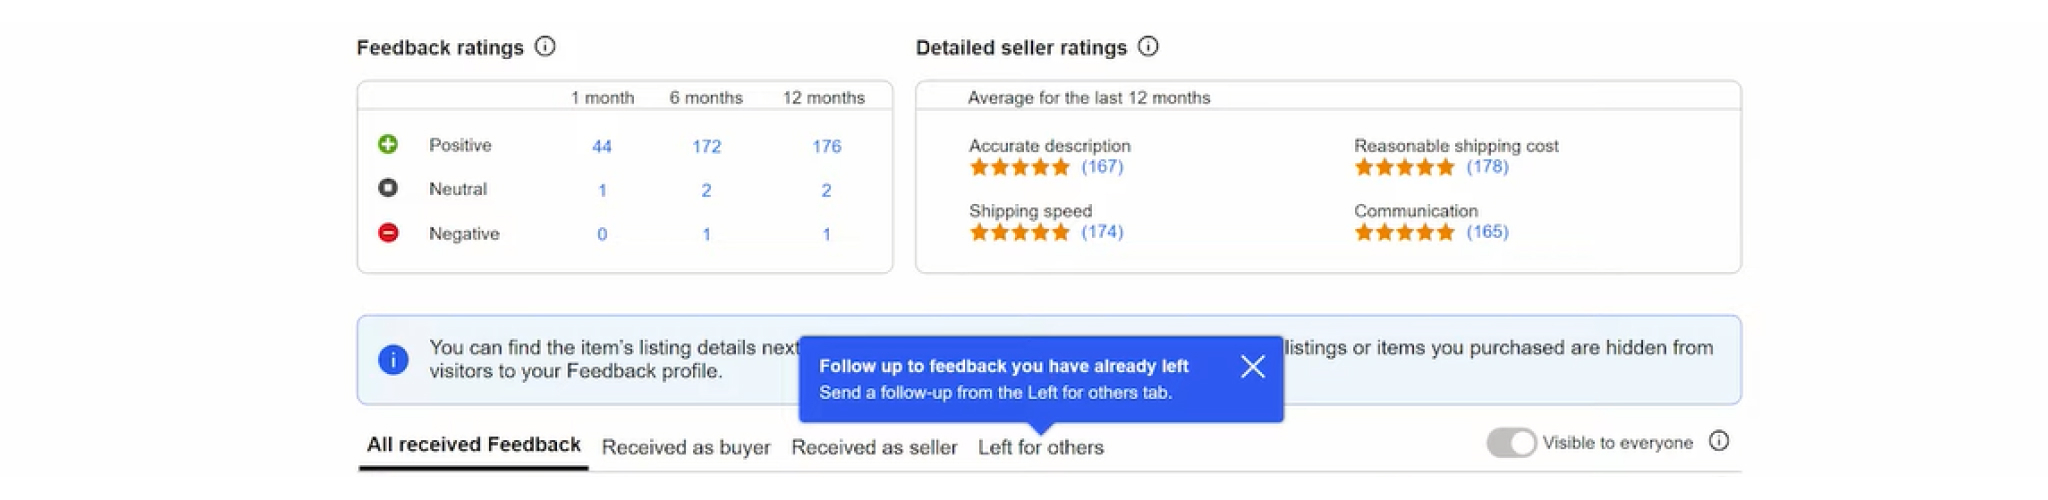 Feedback ratings
Detailed seller ratings
1 month 6 months 12 months
Positive 44 172 176
Neutral 1 2 2
Negative 0 1 1
Average for the last 12 months
Accurate description
(167)
Reasonable shipping cost
(178)
Shipping speed
(174)
Communication
(165)
You can find the item's listing details next listings or items you purchased are hidden from
visitors to your Feedback profile.
Follow up to feedback you have already left
Send a follow-up from the Left for others tab.
All received Feedback Received as buyer Received as seller Left for others
Visible to everyone